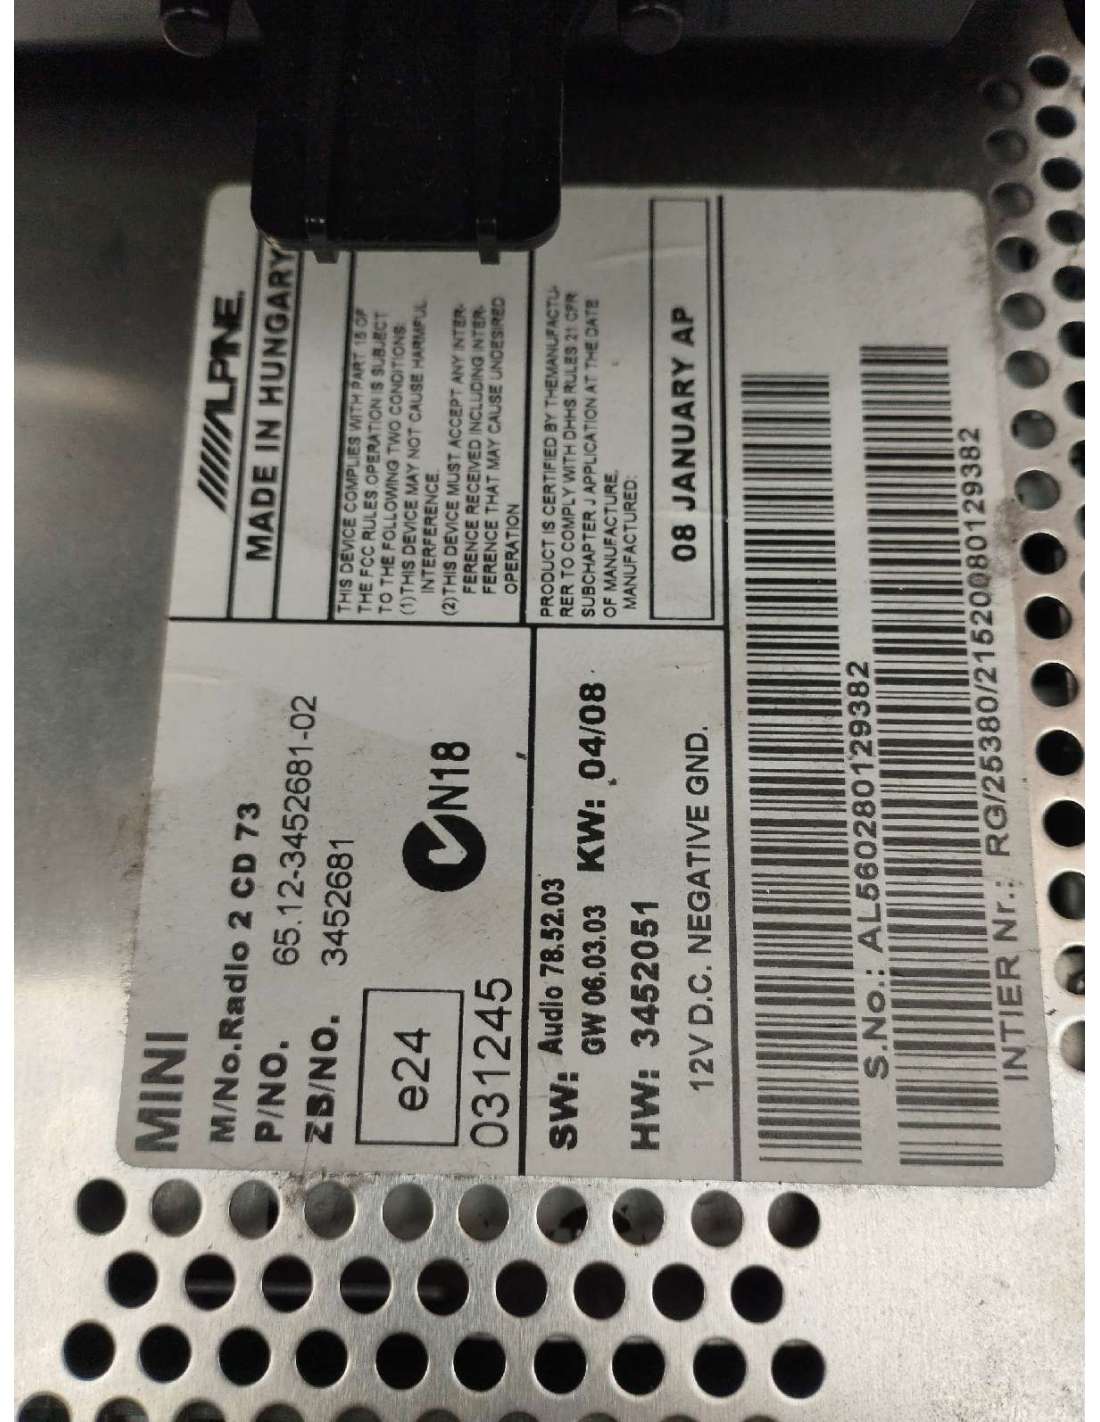 MINI
M/No.Radio 2 CD 73
P/NO. 65.12-3452681-02
ZB/NO. 3452681
e24
031245
N18
ALPINE
MADE IN HUNGARY
THIS DEVICE COMPLIES WITH PART 15 OF
THE FCC RULES OPERATION IS SUBJECT
TO THE FOLLOWING TWO CONDITIONS:
(1)THIS DEVICE MAY NOT CAUSE HARMFUL
INTERFERENCE.
(2)THIS DEVICE MUST ACCEPT ANY INTER-
FERENCE RECEIVED INCLUDING INTER-
FERENCE THAT MAY CAUSE UNDESIRED
OPERATION
SW: Audio 78.52.03
GW 06.03.03 KW: 04/08
HW: 3452051
12V D.C. NEGATIVE GND.
PRODUCT IS CERTIFIED BY THEMANUFACTU-
RER TO COMPLY WITH DHHS RULES 21 CFR
SUBCHAPTER J APPLICATION AT THE DATE
OF MANUFACTURE.
MANUFACTURED:
08 JANUARY AP
S.No.: AL560280129382
INTIER Nr.: RG/25380/21520080129382